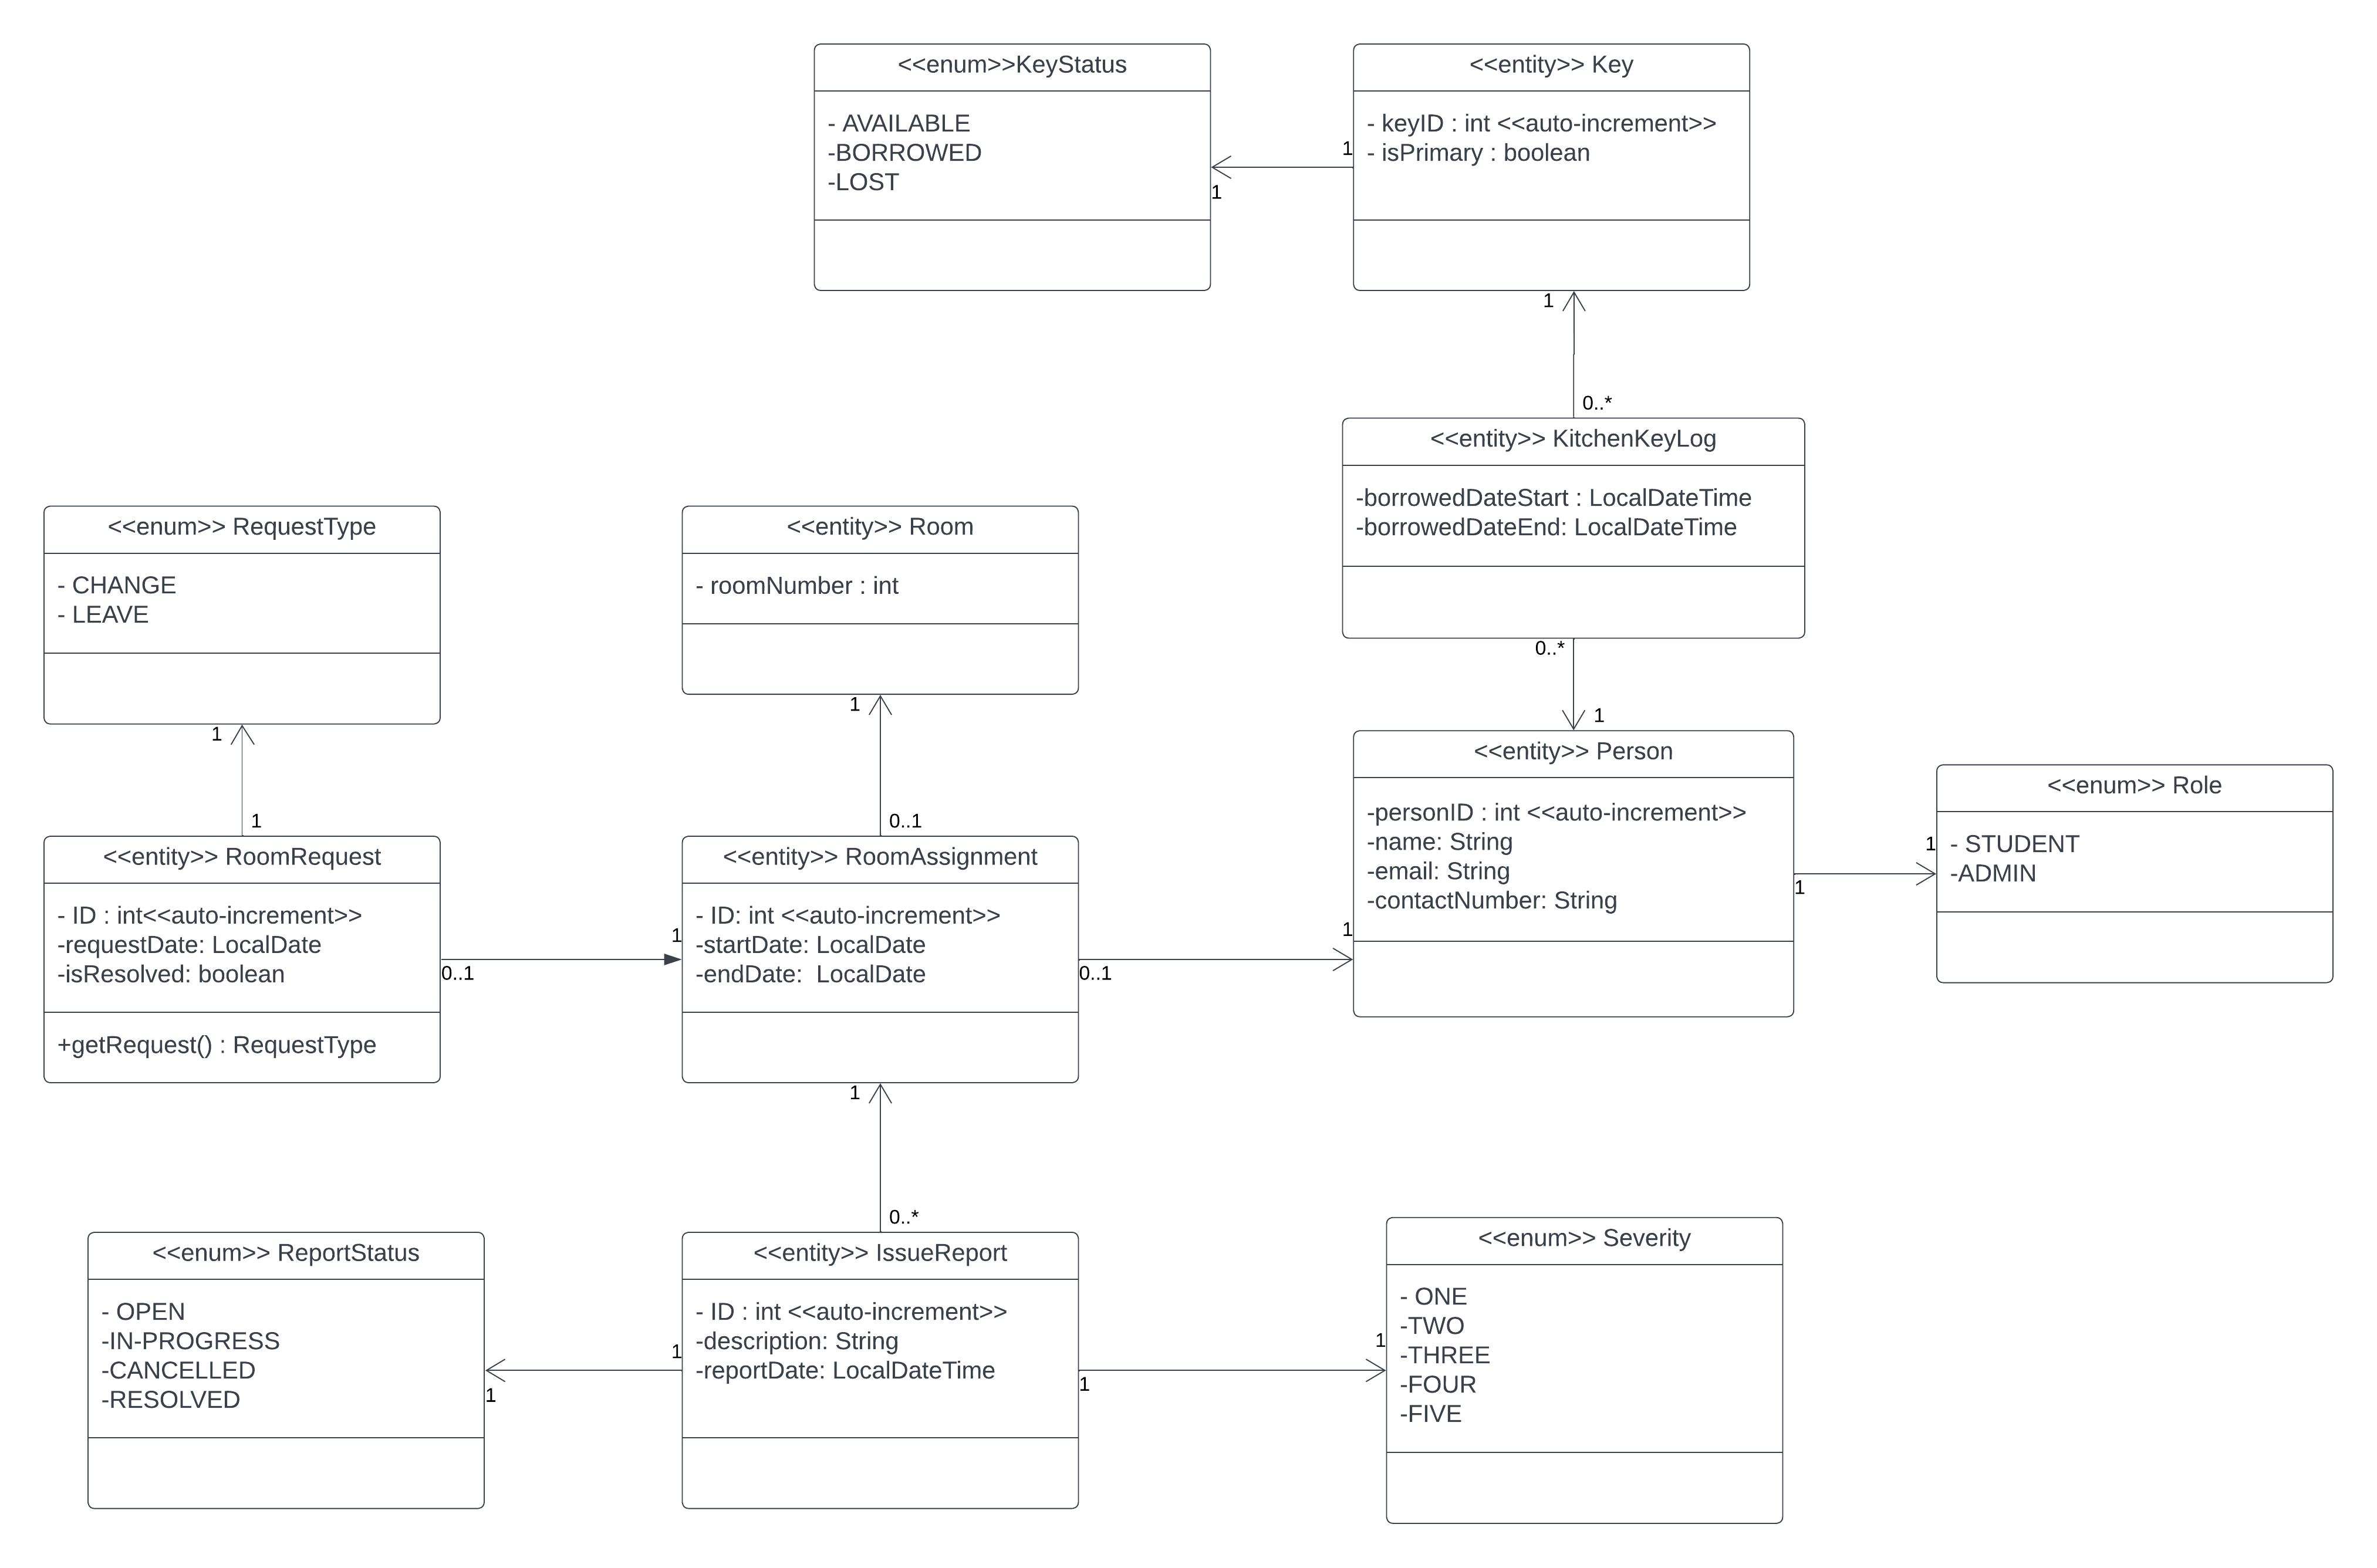 <<enum>>KeyStatus
- AVAILABLE
-BORROWED
-LOST
<<entity>> Key
- keyID : int <<auto-increment>>
- isPrimary : boolean
1
1
1
0..*
<<entity>> KitchenKeyLog
-borrowedDateStart : LocalDateTime
-borrowedDateEnd: LocalDateTime
0..*
1
<<enum>> RequestType
- CHANGE
- LEAVE
1
1
<<entity>> Room
- roomNumber : int
1
0..1
<<entity>> Person
-personID : int <<auto-increment>>
-name: String
-email: String
-contactNumber: String
1
1
<<enum>> Role
- STUDENT
-ADMIN
<<entity>> RoomRequest
- ID : int<<auto-increment>>
-requestDate: LocalDate
-isResolved: boolean
+getRequest() : RequestType
1
0..1
<<entity>> RoomAssignment
- ID: int <<auto-increment>>
-startDate: LocalDate
-endDate:  LocalDate
1
0..1
1
0..*
<<enum>> ReportStatus
- OPEN
-IN-PROGRESS
-CANCELLED
-RESOLVED
1
1
<<entity>> IssueReport
- ID : int <<auto-increment>>
-description: String
-reportDate: LocalDateTime
1
1
<<enum>> Severity
- ONE
-TWO
-THREE
-FOUR
-FIVE